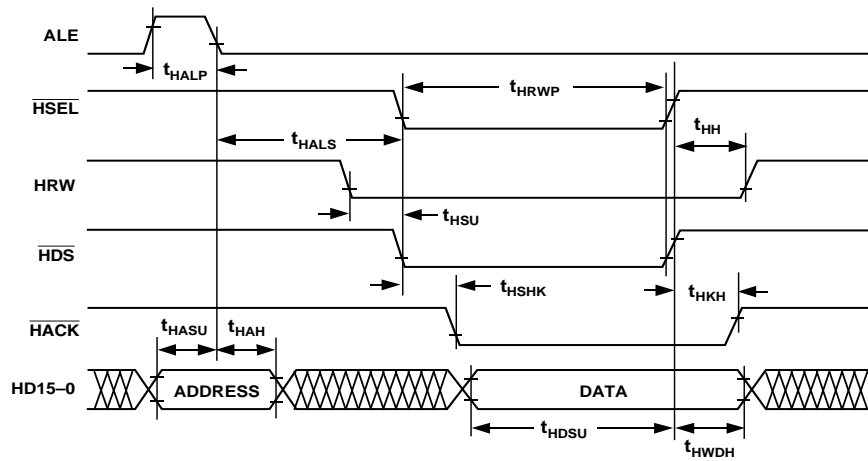 ALE
tHALP
HSEL
tHRWP
tHALS
tHH
HRW
tHSU
HDS
tHSHK
tHKH
HACK
tHASU
tHAH
HD15–0
ADDRESS
DATA
tHDSU
tHWDH